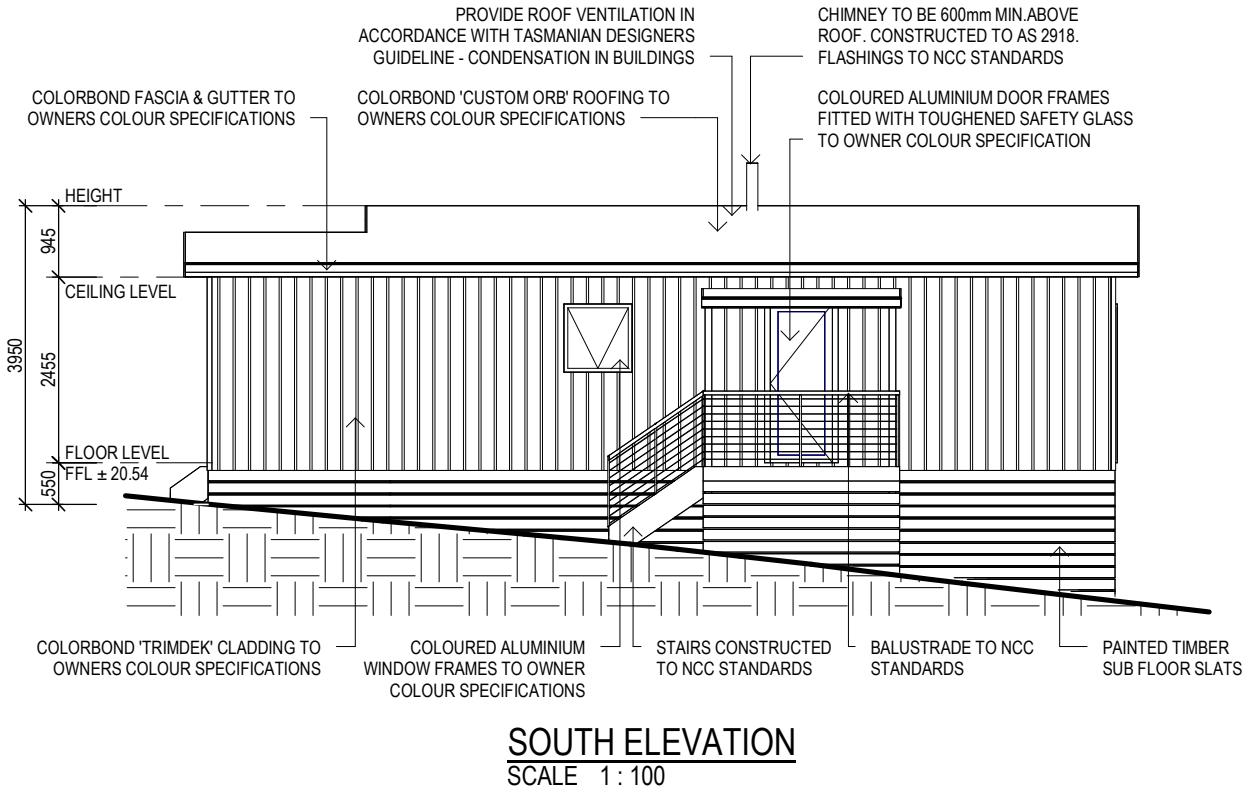 PROVIDE ROOF VENTILATION IN
ACCORDANCE WITH TASMANIAN DESIGNERS
GUIDELINE - CONDENSATION IN BUILDINGS
CHIMNEY TO BE 600mm MIN.ABOVE
ROOF. CONSTRUCTED TO AS 2918.
FLASHINGS TO NCC STANDARDS
COLORBOND FASCIA & GUTTER TO
OWNERS COLOUR SPECIFICATIONS
COLORBOND 'CUSTOM ORB' ROOFING TO
OWNERS COLOUR SPECIFICATIONS
COLOURED ALUMINIUM DOOR FRAMES
FITTED WITH TOUGHENED SAFETY GLASS
TO OWNER COLOUR SPECIFICATION
HEIGHT
945
CEILING LEVEL
3950
2455
FLOOR LEVEL
FFL ± 20.54
550
COLORBOND 'TRIMDEK' CLADDING TO
OWNERS COLOUR SPECIFICATIONS
COLOURED ALUMINIUM
WINDOW FRAMES TO OWNER
COLOUR SPECIFICATIONS
STAIRS CONSTRUCTED
TO NCC STANDARDS
BALUSTRADE TO NCC
STANDARDS
PAINTED TIMBER
SUB FLOOR SLATS
SOUTH ELEVATION
SCALE 1 : 100